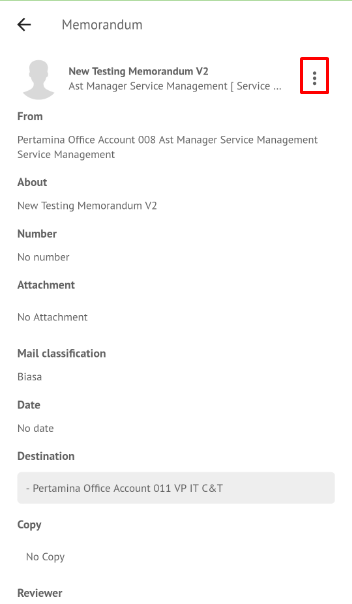 Memorandum
New Testing Memorandum V2
Ast Manager Service Management [ Service ...
From
Pertamina Office Account 008 Ast Manager Service Management
Service Management
About
New Testing Memorandum V2
Number
No number
Attachment
No Attachment
Mail classification
Biasa
Date
No date
Destination
- Pertamina Office Account 011 VP IT C&T
Copy
No Copy
Reviewer